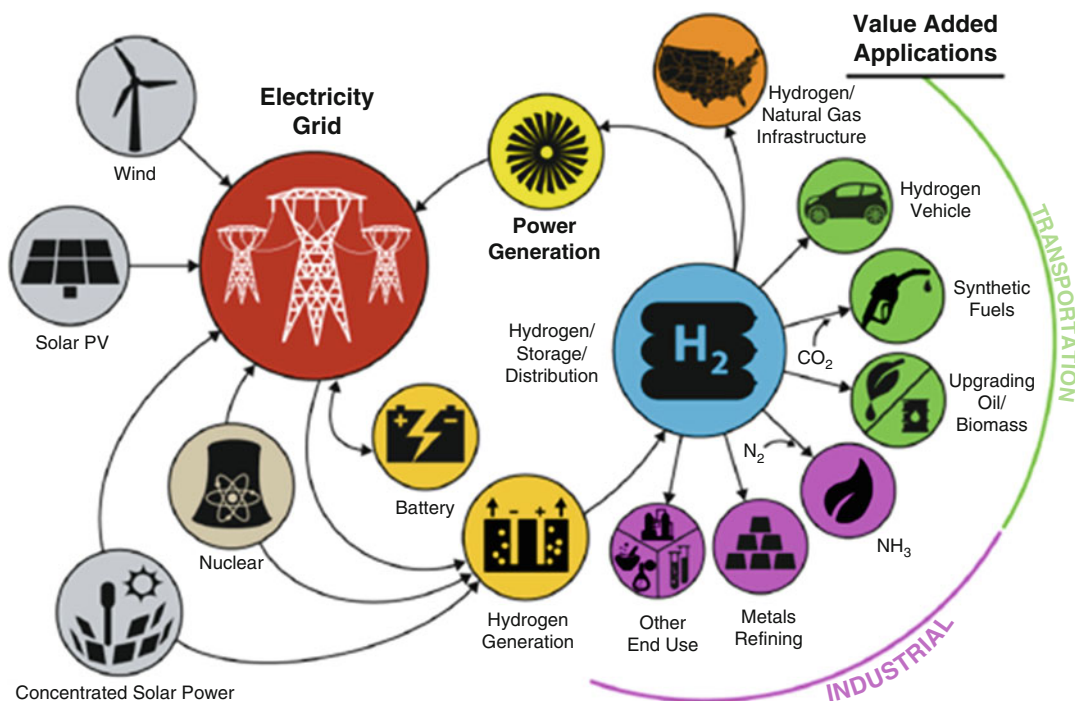 Value Added
Applications
Electricity
Grid
Wind
Solar PV
Nuclear
Concentrated Solar Power
Battery
Power
Generation
Hydrogen
Generation
Hydrogen/
Storage/
Distribution
H2
Hydrogen/
Natural Gas
Infrastructure
Hydrogen
Vehicle
Synthetic
Fuels
CO2
Upgrading
Oil/
Biomass
N2
NH3
Metals
Refining
Other
End Use
TRANSPORTATION
INDUSTRIAL